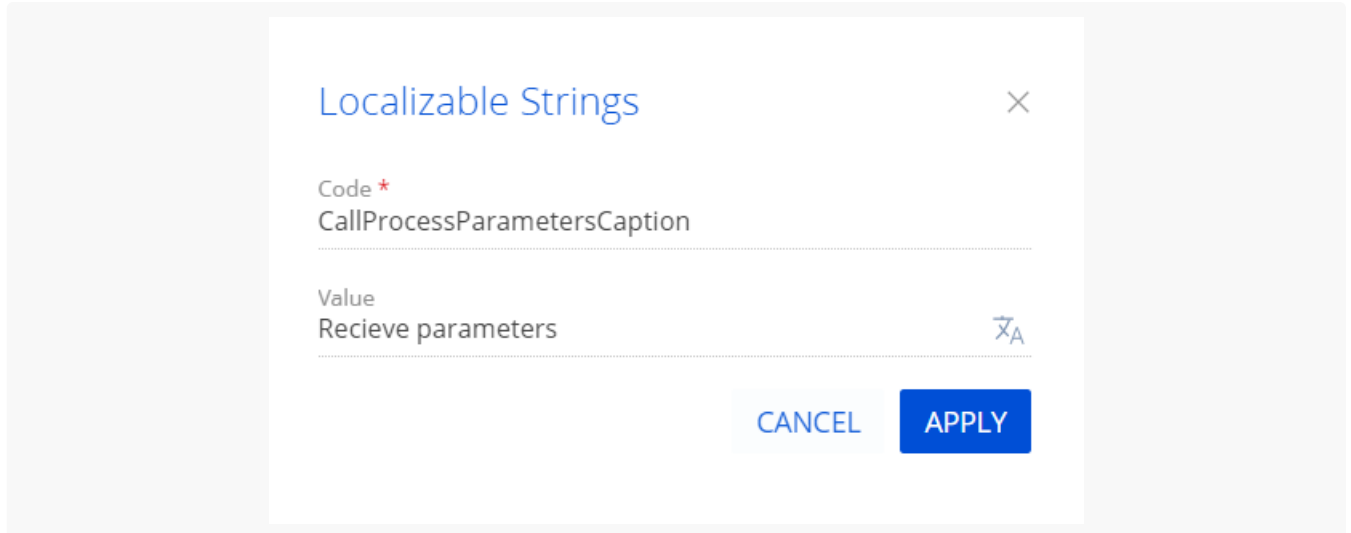 Localizable Strings
Code *
CallProcessParametersCaption
Value
Recieve parameters
CANCEL APPLY